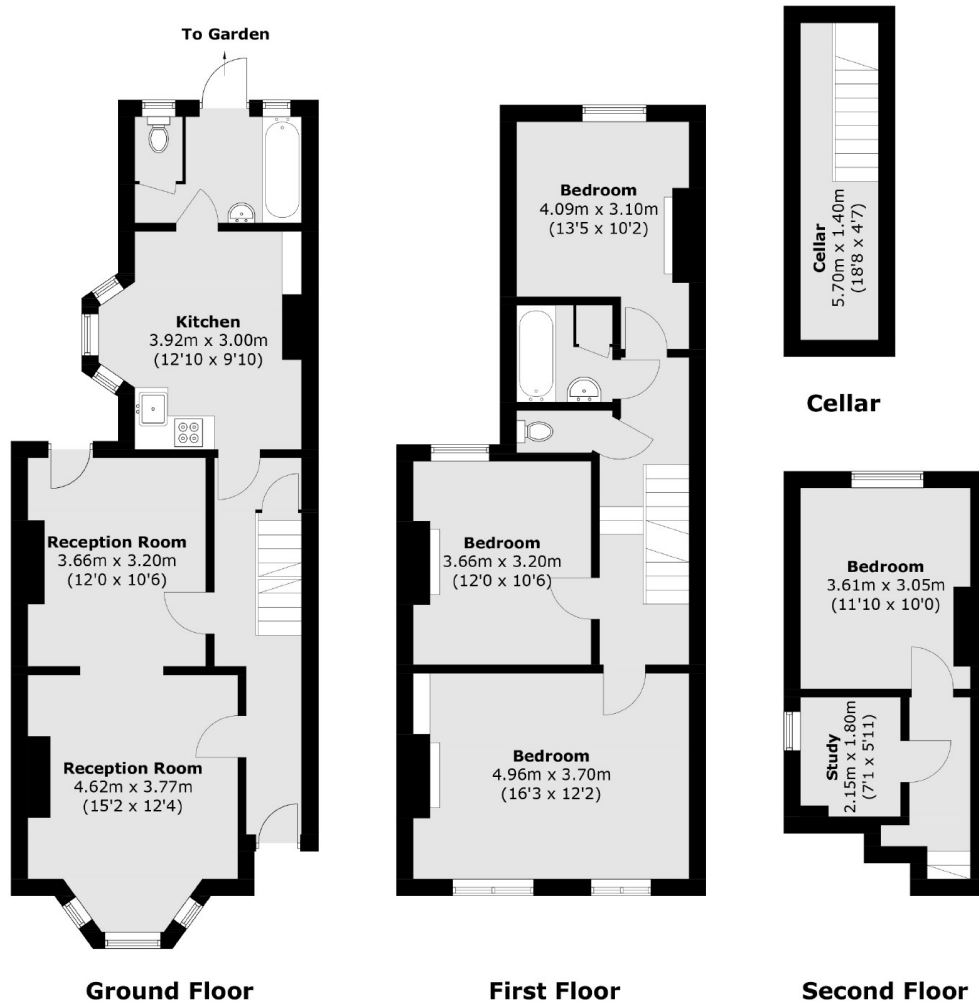 To Garden
Kitchen
3.92m x 3.00m
(12'10 x 9'10)
Reception Room
3.66m x 3.20m
(12'0 x 10'6)
Reception Room
4.62m x 3.77m
(15'2 x 12'4)
Ground Floor
Bedroom
4.09m x 3.10m
(13'5 x 10'2)
Bedroom
3.66m x 3.20m
(12'0 x 10'6)
Bedroom
4.96m x 3.70m
(16'3 x 12'2)
First Floor
Cellar
5.70m x 1.40m
(18'8 x 4'7)
Cellar
Bedroom
3.61m x 3.05m
(11'10 x 10'0)
Study
2.15m x 1.80m
(7'1 x 5'11)
Second Floor